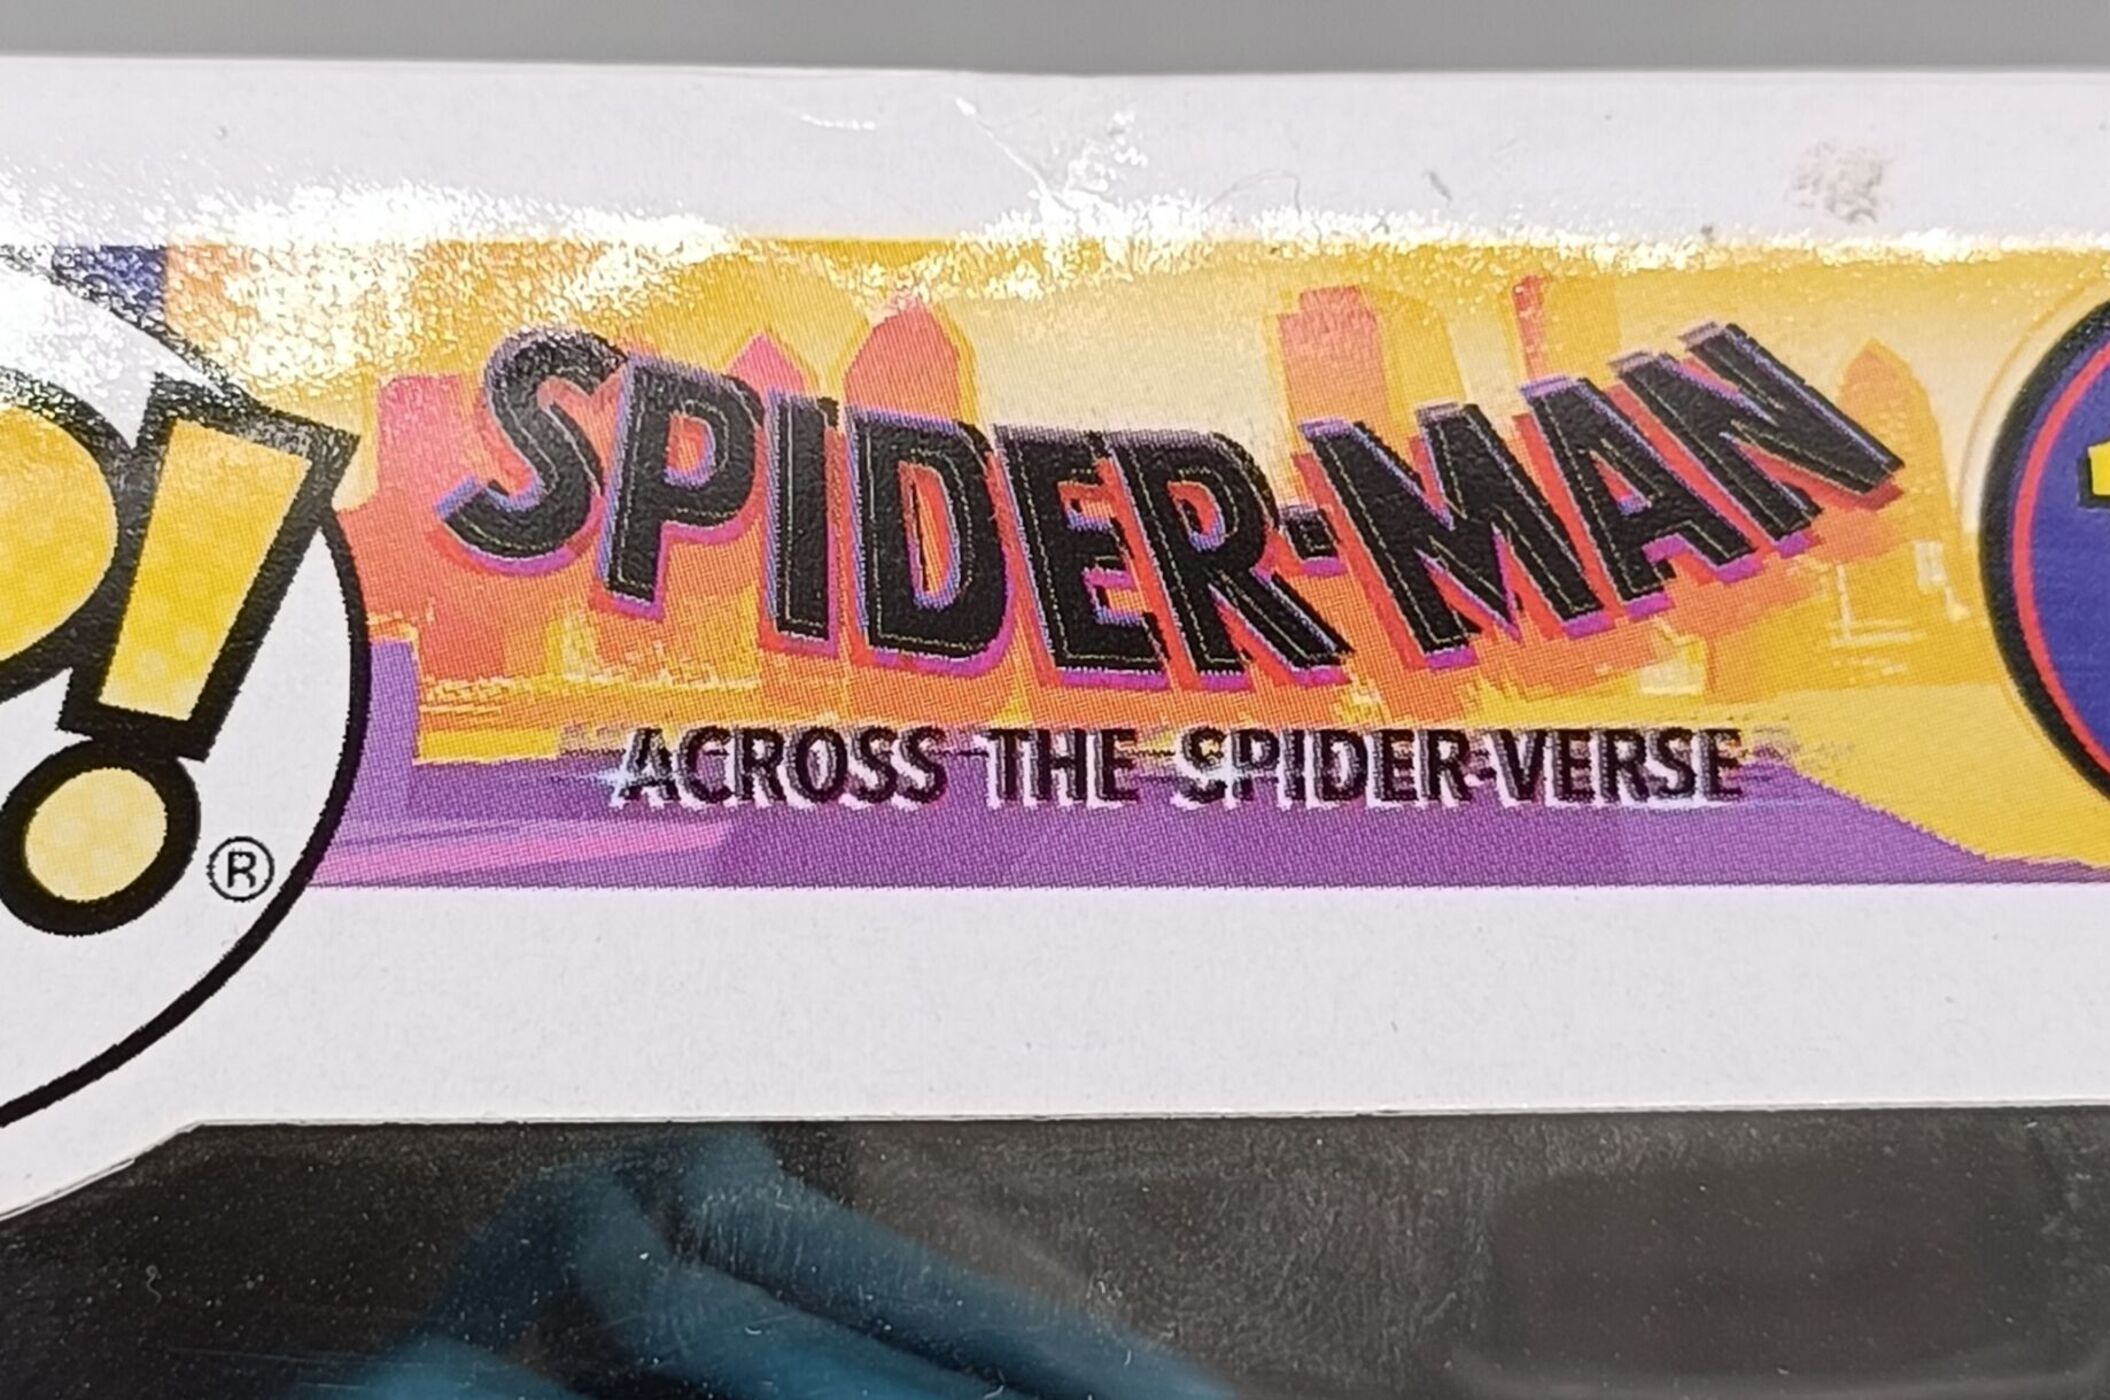 P!
®
SPIDER-MAN
ACROSS THE SPIDER-VERSE